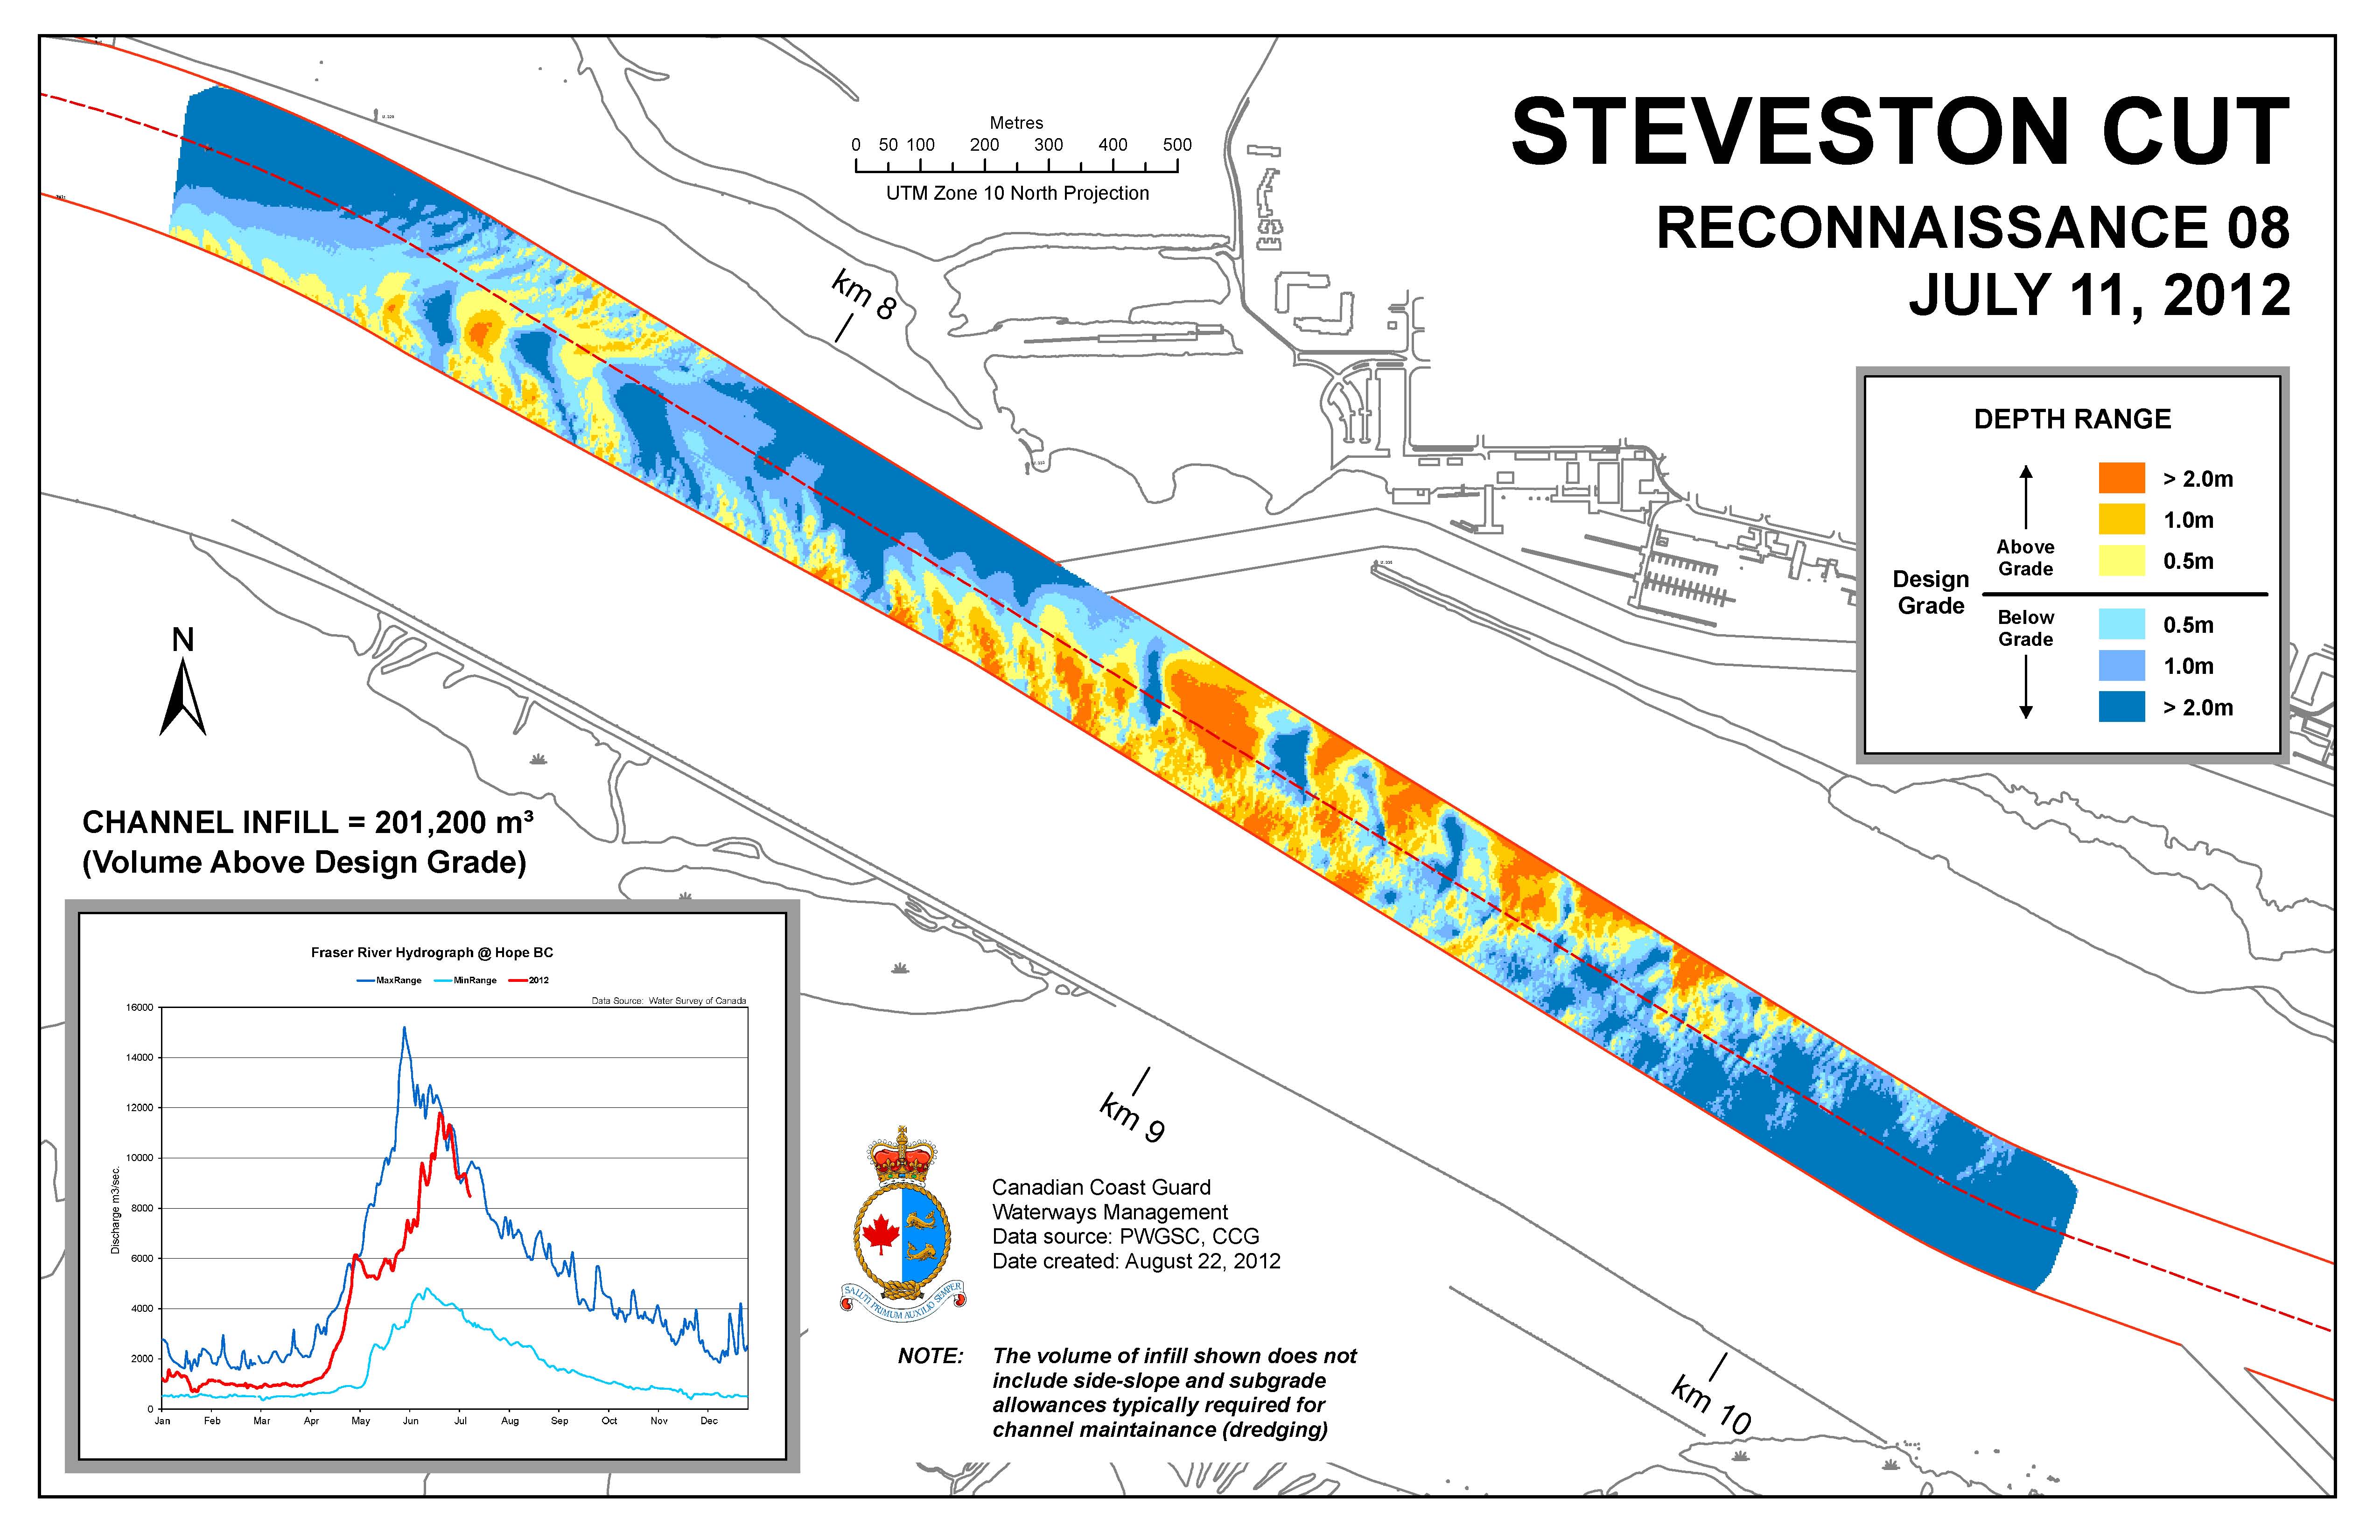 STEVESTON CUT
RECONNAISSANCE 08
JULY 11, 2012
Metres
0 50 100 200 300 400 500
UTM Zone 10 North Projection
km 8
DEPTH RANGE
> 2.0m
1.0m
Above
Grade
0.5m
Design
Grade
Below
Grade
0.5m
1.0m
> 2.0m
N
CHANNEL INFILL = 201,200 m³
(Volume Above Design Grade)
Fraser River Hydrograph @ Hope BC
MaxRange MinRange 2012
Data Source: Water Survey of Canada
16000
14000
12000
10000
8000
6000
4000
2000
0
Discharge m3/sec.
Jan Feb Mar Apr May Jun Jul Aug Sep Oct Nov Dec
km 9
SALUTI PRIMUM AUXILIO SEMPER
Canadian Coast Guard
Waterways Management
Data source: PWGSC, CCG
Date created: August 22, 2012
NOTE: The volume of infill shown does not
include side-slope and subgrade
allowances typically required for
channel maintainance (dredging)
km 10